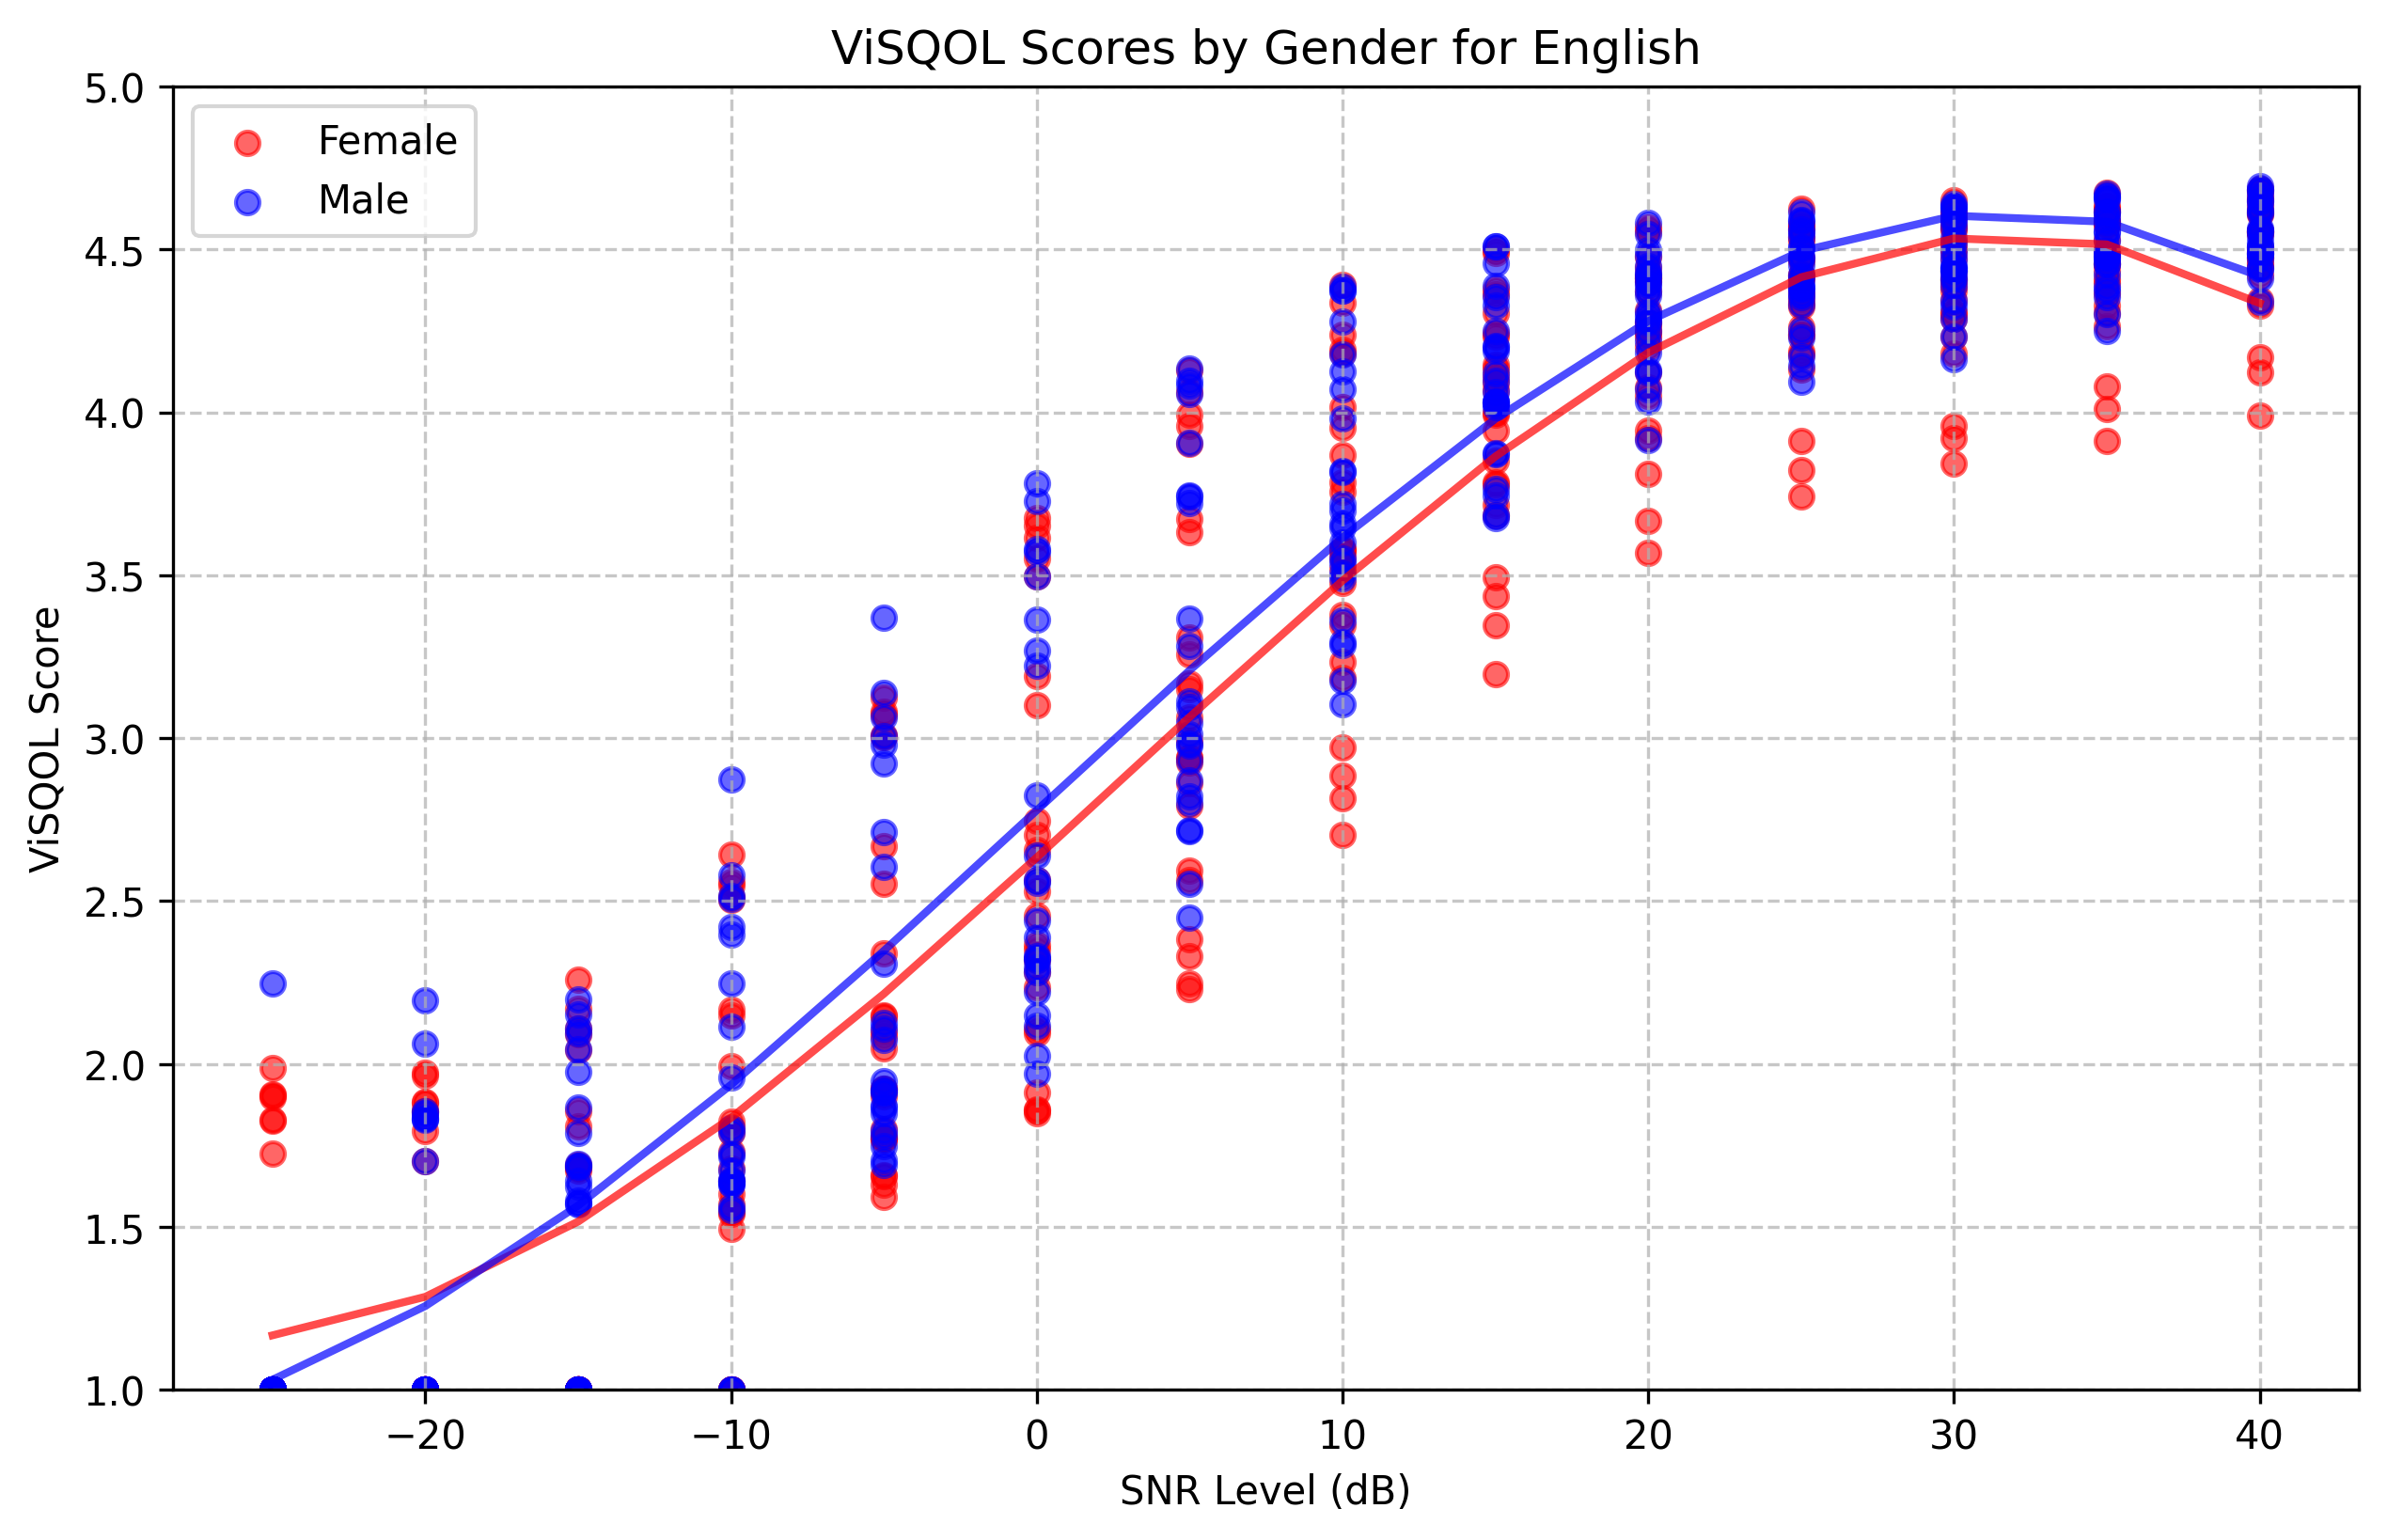 ViSQOL Scores by Gender for English
Female
Male
ViSQOL Score
5.0
4.5
4.0
3.5
3.0
2.5
2.0
1.5
1.0
−20 −10 0 10 20 30 40
SNR Level (dB)